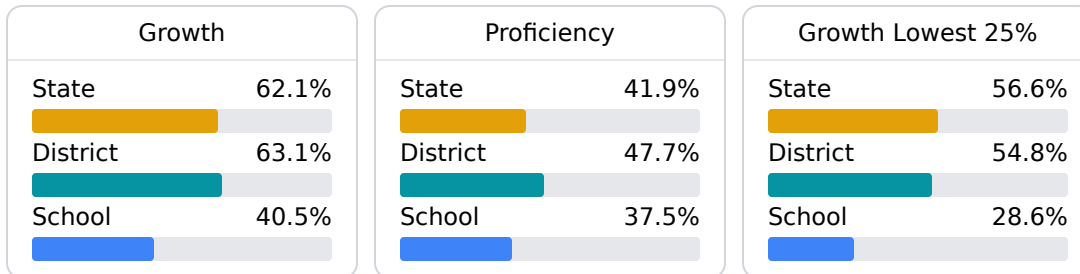 Growth
State 62.1%
District 63.1%
School 40.5%
Proficiency
State 41.9%
District 47.7%
School 37.5%
Growth Lowest 25%
State 56.6%
District 54.8%
School 28.6%